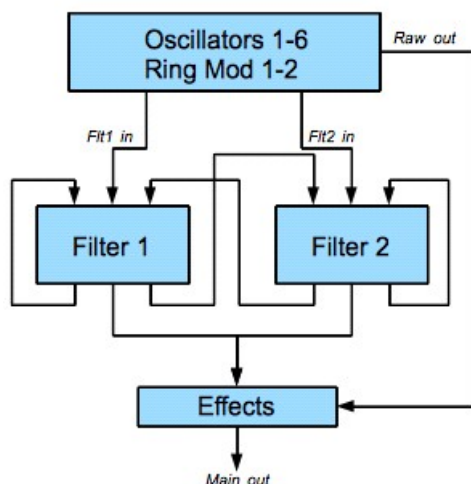 Oscillators 1-6
Ring Mod 1-2
Raw out
Flt1 in
Flt2 in
Filter 1
Filter 2
Effects
Main out